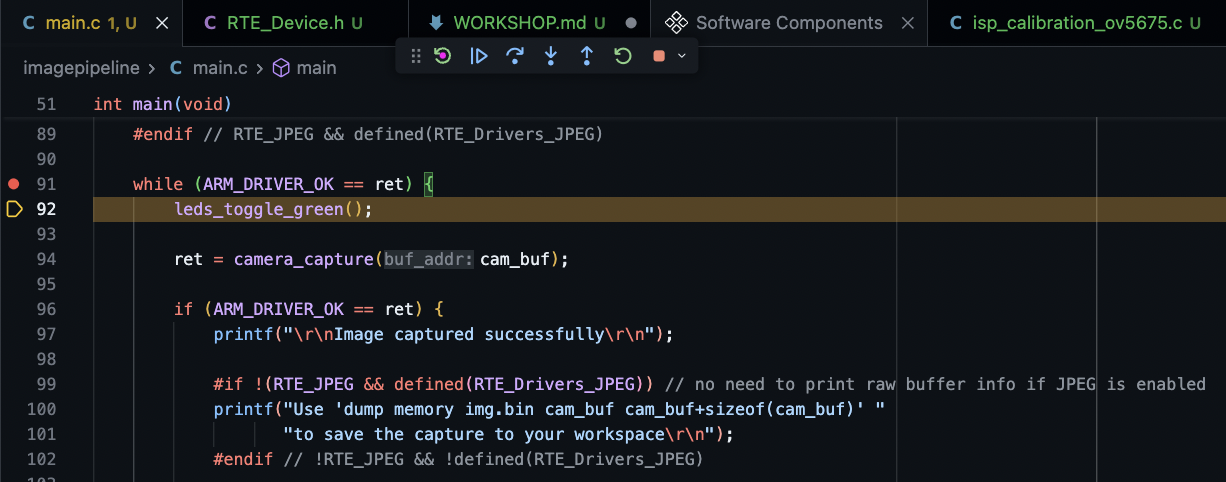 C main.c 1, U × C RTE_Device.h U WORKSHOP.md U ● Software Components × C isp_calibration_ov5675.c U
imagepipeline > C main.c > main
51 int main(void)
89 #endif // RTE_JPEG && defined(RTE_Drivers_JPEG)
90
91 while (ARM_DRIVER_OK == ret) {
92 leds_toggle_green();
93
94 ret = camera_capture(buf_addr: cam_buf);
95
96 if (ARM_DRIVER_OK == ret) {
97 printf("\r\nImage captured successfully\r\n");
98
99 #if !(RTE_JPEG && defined(RTE_Drivers_JPEG)) // no need to print raw buffer info if JPEG is enabled
100 printf("Use 'dump memory img.bin cam_buf cam_buf+sizeof(cam_buf)' "
101 "to save the capture to your workspace\r\n");
102 #endif // !RTE_JPEG && !defined(RTE_Drivers_JPEG)